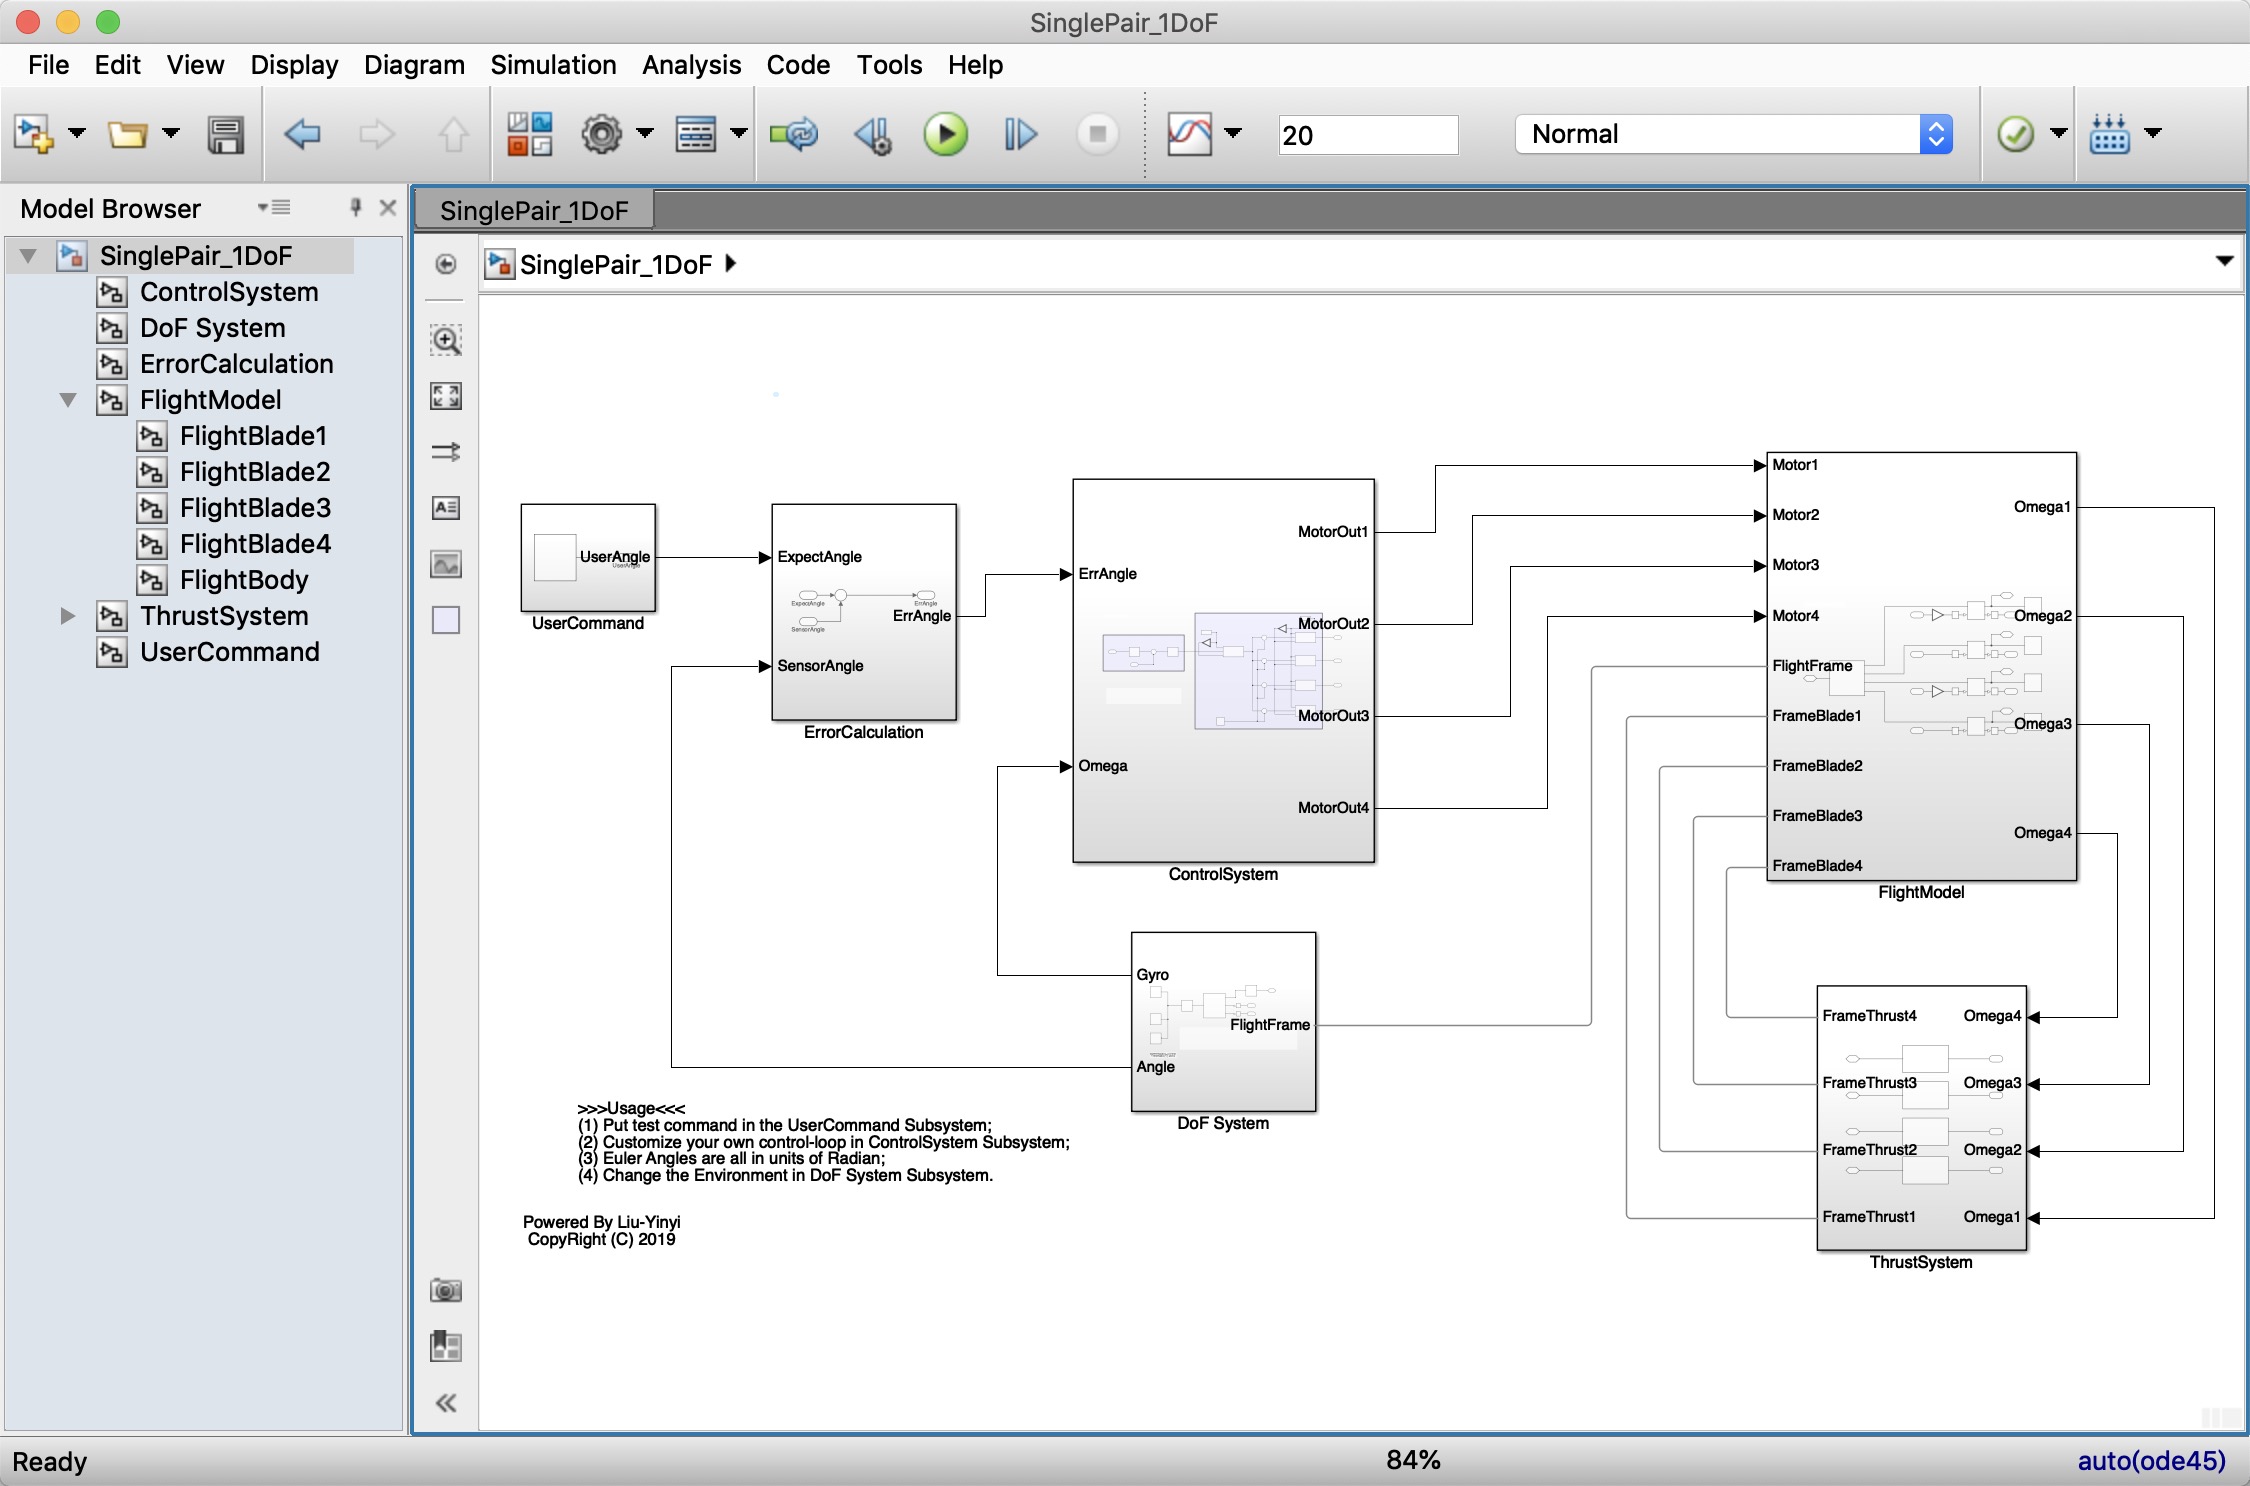 SinglePair_1DoF
File Edit View Display Diagram Simulation Analysis Code Tools Help
20
Normal
Model Browser
SinglePair_1DoF
ControlSystem
DoF System
ErrorCalculation
FlightModel
FlightBlade1
FlightBlade2
FlightBlade3
FlightBlade4
FlightBody
ThrustSystem
UserCommand
SinglePair_1DoF
SinglePair_1DoF
UserAngle
UserAngle
UserCommand
ExpectAngle
ExpectAngle
ErrAngle
SensorAngle
ErrAngle
SensorAngle
ErrorCalculation
ErrAngle
Omega
MotorOut1
MotorOut2
MotorOut3
MotorOut4
ControlSystem
Motor1
Motor2
Motor3
Motor4
FlightFrame
FrameBlade1
FrameBlade2
FrameBlade3
FrameBlade4
Omega1
Omega2
Omega3
Omega4
FlightModel
Gyro
FlightFrame
Angle
DoF System
FrameThrust4 Omega4
FrameThrust3 Omega3
FrameThrust2 Omega2
FrameThrust1 Omega1
ThrustSystem
>>>Usage<<<
(1) Put test command in the UserCommand Subsystem;
(2) Customize your own control-loop in ControlSystem Subsystem;
(3) Euler Angles are all in units of Radian;
(4) Change the Environment in DoF System Subsystem.
Powered By Liu-Yinyi
CopyRight (C) 2019
Ready
84%
auto(ode45)